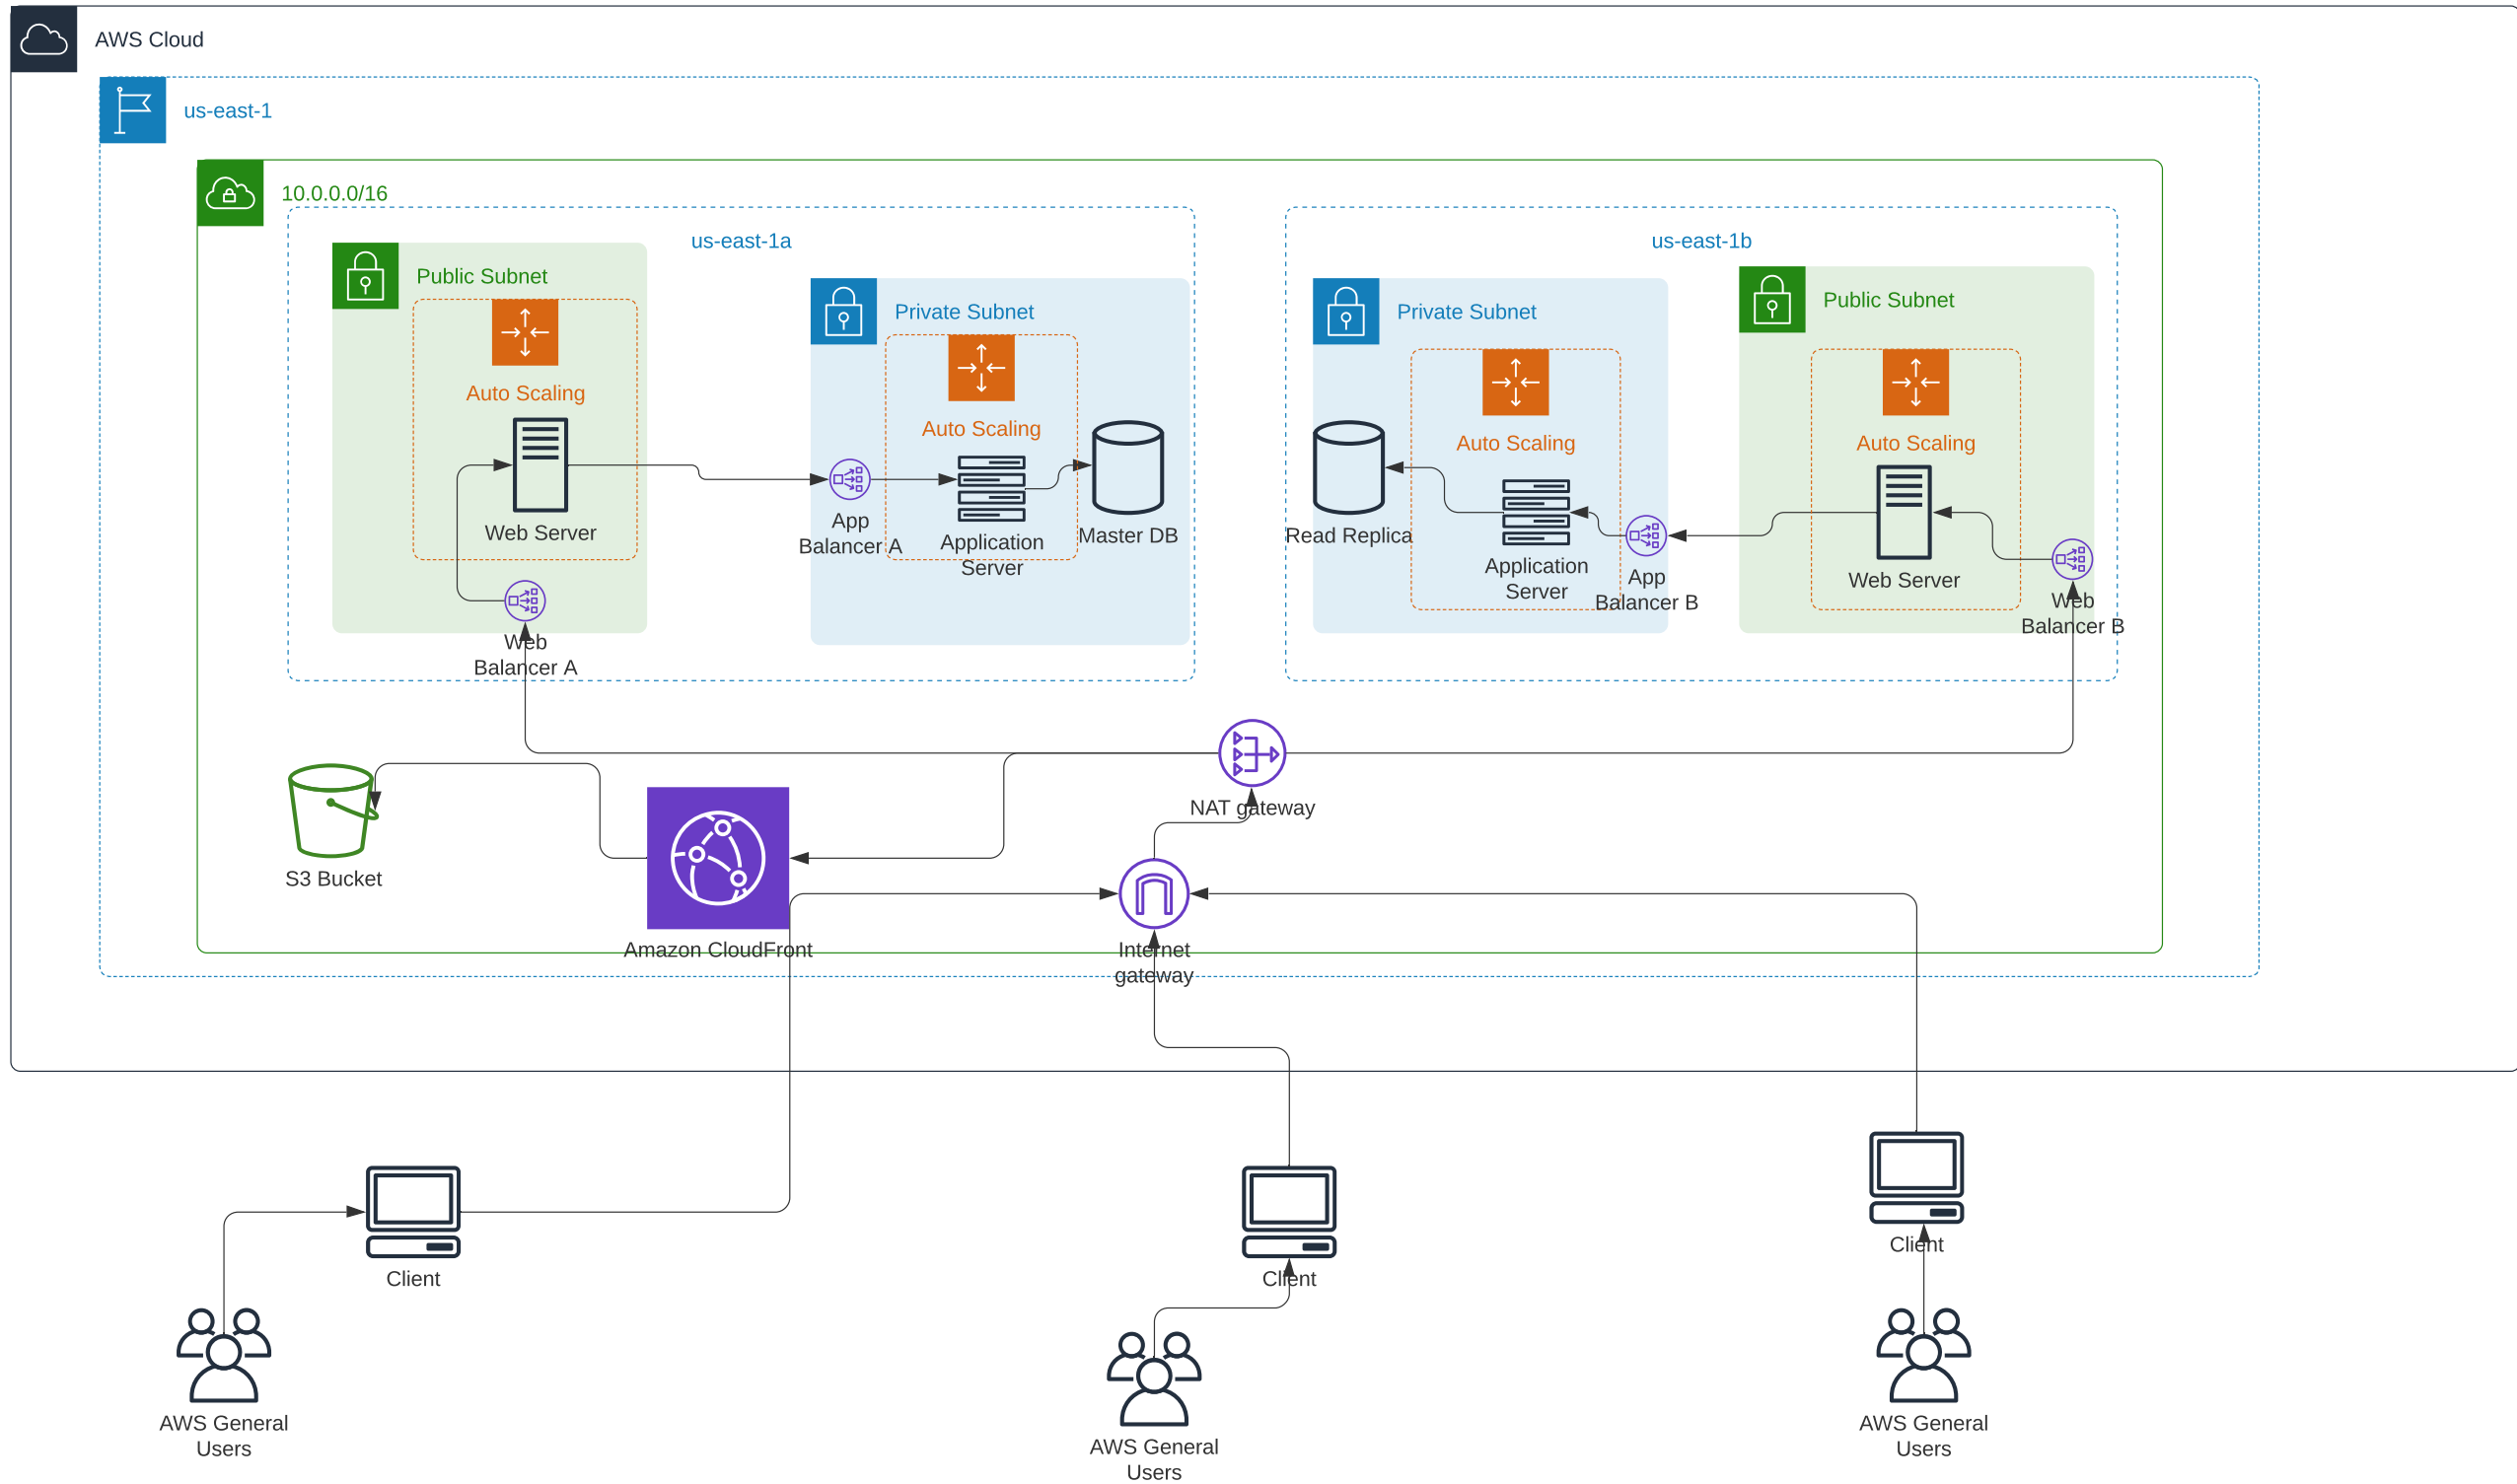 AWS Cloud
us-east-1
10.0.0.0/16
us-east-1a
Public Subnet
Auto Scaling
Web Server
Web
Balancer A
Private Subnet
Auto Scaling
App
Balancer A
Application
Server
Master DB
us-east-1b
Private Subnet
Auto Scaling
Read Replica
Application
Server
App
Balancer B
Public Subnet
Auto Scaling
Web Server
Web
Balancer B
NAT gateway
S3 Bucket
Amazon CloudFront
Internet
gateway
Client
Client
Client
AWS General
Users
AWS General
Users
AWS General
Users